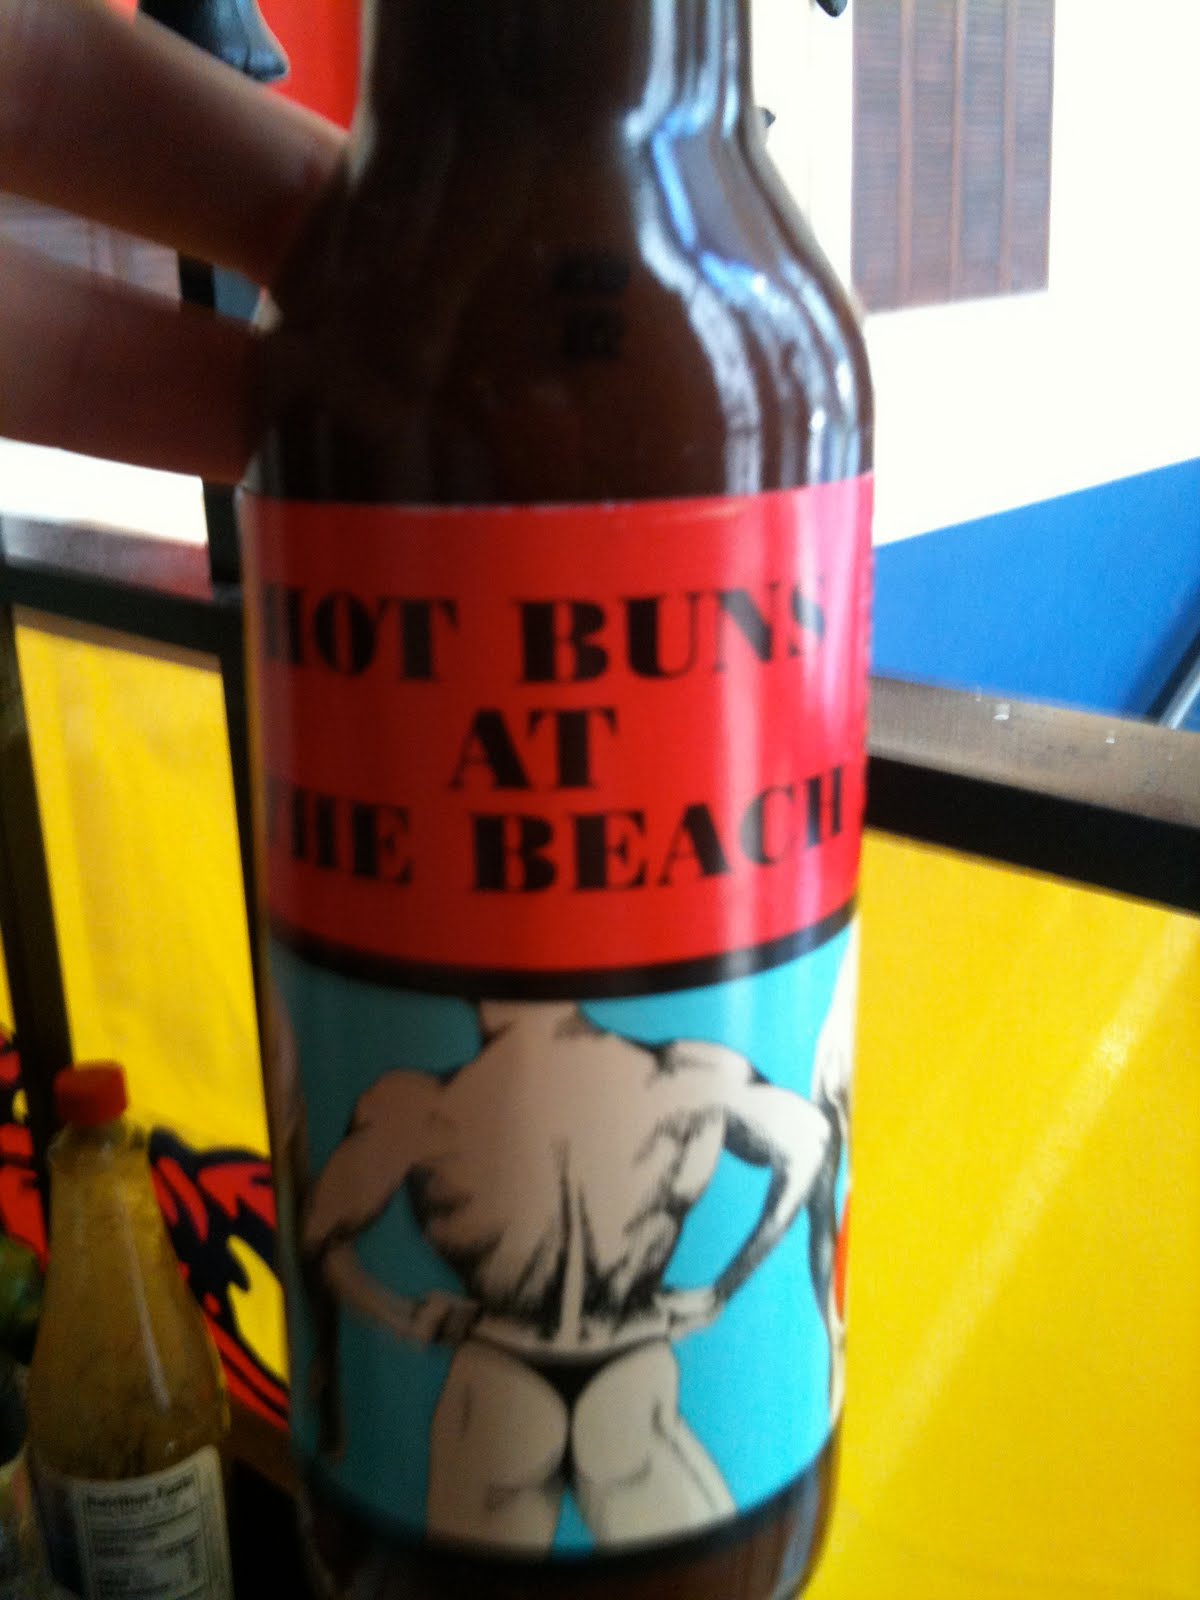 HOT BUNS
AT
THE BEACH
Nutrition Facts